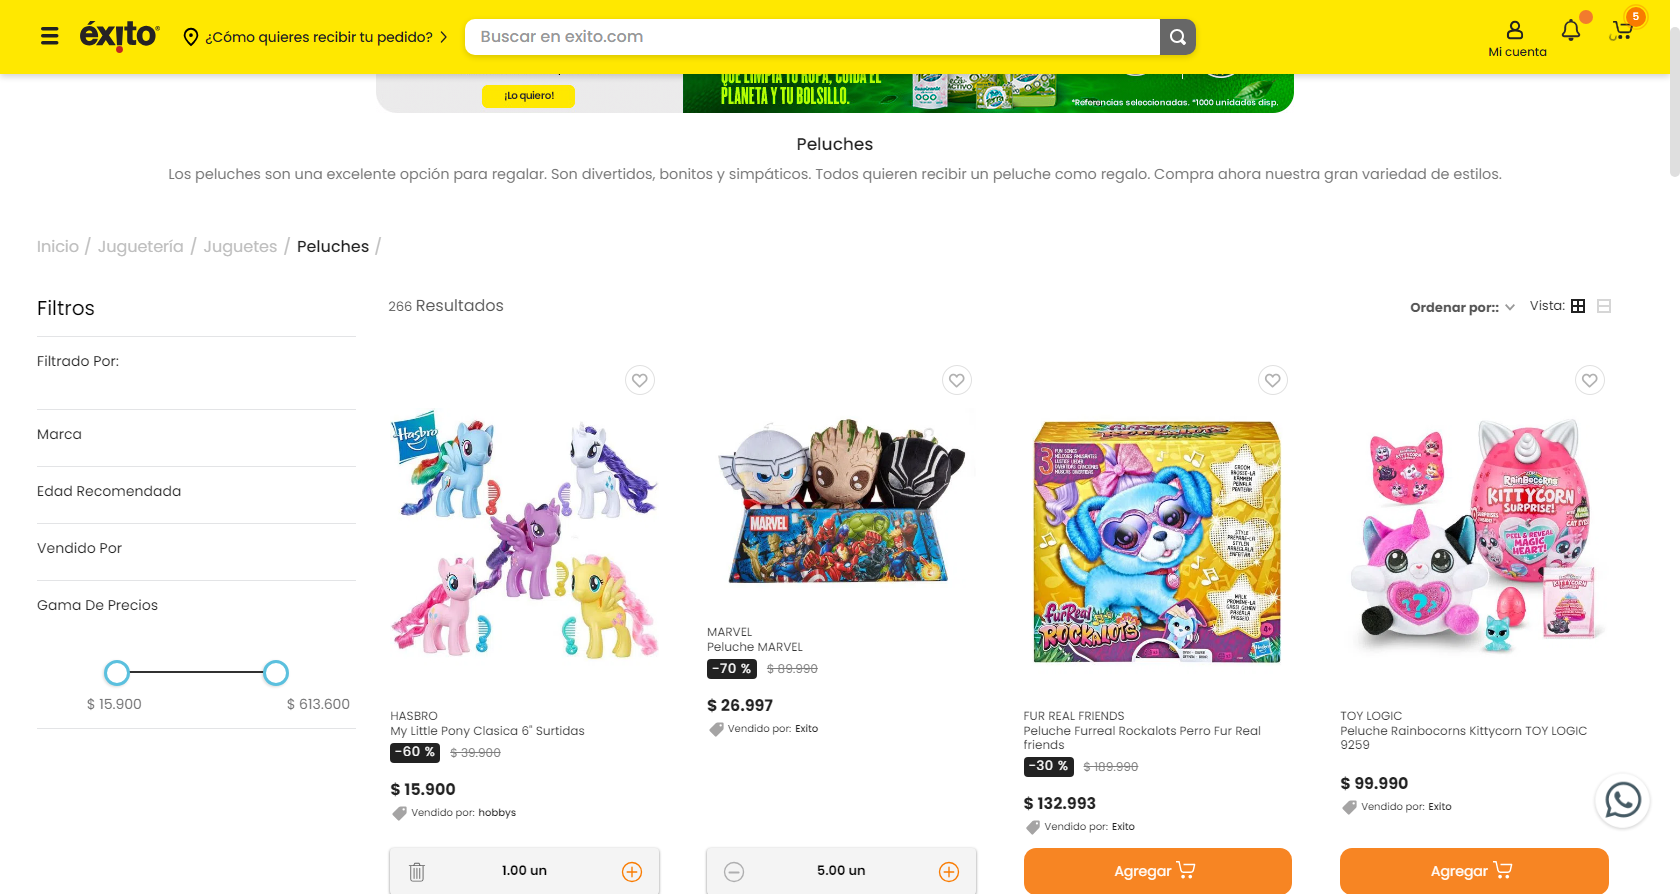 éxito
¿Cómo quieres recibir tu pedido?
Buscar en exito.com
Mi cuenta
5
¡Lo quiero!
QUE LIMPIA TU ROPA, CUIDA EL
PLANETA Y TU BOLSILLO.
*Referencias seleccionadas. *1000 unidades disp.
Peluches
Los peluches son una excelente opción para regalar. Son divertidos, bonitos y simpáticos. Todos quieren recibir un peluche como regalo. Compra ahora nuestra gran variedad de estilos.
Inicio / Juguetería / Juguetes / Peluches /
Filtros
266 Resultados
Ordenar por::
Vista:
Filtrado Por:
Marca
Edad Recomendada
Vendido Por
Gama De Precios
$ 15.900
$ 613.600
Hasbro
HASBRO
My Little Pony Clasica 6" Surtidas
-60 % $ 39.900
$ 15.900
Vendido por: hobbys
1.00 un
MARVEL
MARVEL
Peluche MARVEL
-70 % $ 89.990
$ 26.997
Vendido por: Exito
5.00 un
3
furReal
ROCKALOTS
4+
Hasbro
FUR REAL FRIENDS
Peluche Furreal Rockalots Perro Fur Real
friends
-30 % $ 189.990
$ 132.993
Vendido por: Exito
Agregar
RainBocoRns
KITTYCORN
SURPRISE!
PEEL &
REVEAL
MAGIC
HEART!
TOY LOGIC
Peluche Rainbocorns Kittycorn TOY LOGIC
9259
$ 99.990
Vendido por: Exito
Agregar